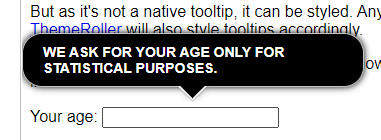 But as it's not a native tooltip, it can be styled. Any
ThemeRoller will also style tooltips accordingly.
WE ASK FOR YOUR AGE ONLY FOR
STATISTICAL PURPOSES.
ow
Your age: